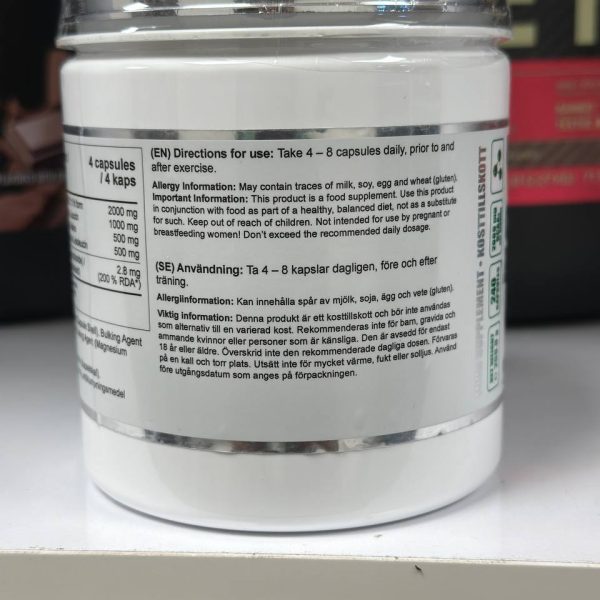 4 capsules
/ 4 kaps
2000 mg
1000 mg
500 mg
500 mg
2.8 mg
(200 % RDA*)
Bulking Agent
(Magnesium
(EN) Directions for use: Take 4 – 8 capsules daily, prior to and
after exercise.
Allergy Information: May contain traces of milk, soy, egg and wheat (gluten).
Important Information: This product is a food supplement. Use this product
in conjunction with food as part of a healthy, balanced diet, not as a substitute
for such. Keep out of reach of children. Not intended for use by pregnant or
breastfeeding women! Don't exceed the recommended daily dosage.
(SE) Användning: Ta 4 – 8 kapslar dagligen, före och efter
träning.
Allergiinformation: Kan innehålla spår av mjölk, soja, ägg och vete (gluten).
Viktig information: Denna produkt är ett kosttillskott och bör inte användas
som alternativ till en varierad kost. Rekommenderas inte för barn, gravida och
ammande kvinnor eller personer som är känsliga. Den är avsedd för endast
18 år eller äldre. Överskrid inte den rekommenderade dagliga dosen. Förvaras
på en kall och torr plats. Utsätt inte för mycket värme, fukt eller solljus. Använd
före utgångsdatum som anges på förpackningen.
SUPPLEMENT - KOSTTILLSKOTT
240